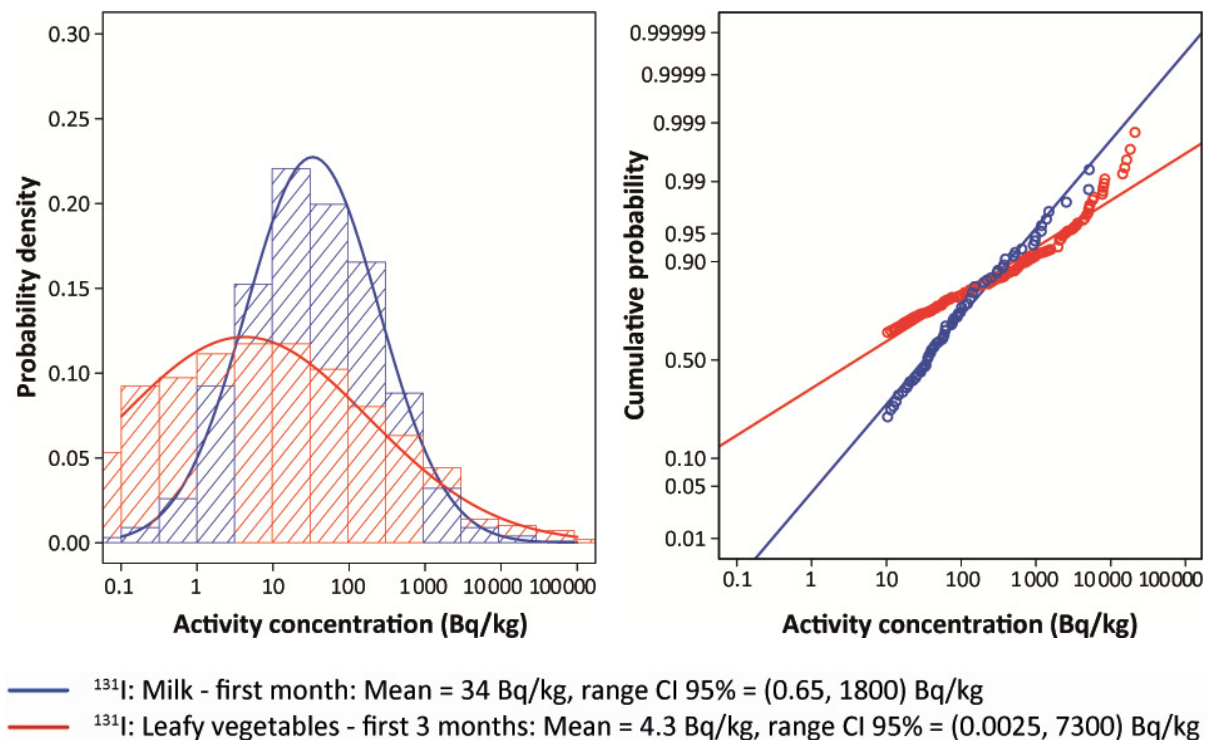 0.30
0.25
0.20
0.15
0.10
0.05
0.00
Probability density
0.1 1 10 100 1000 10 000 100 000
Activity concentration (Bq/kg)
0.99999
0.9999
0.999
0.99
0.95
0.90
0.50
0.10
0.05
0.01
Cumulative probability
0.1 1 10 100 1000 10 000 100 000
Activity concentration (Bq/kg)
¹³¹I: Milk - first month: Mean = 34 Bq/kg, range CI 95% = (0.65, 1800) Bq/kg
¹³¹I: Leafy vegetables - first 3 months: Mean = 4.3 Bq/kg, range CI 95% = (0.0025, 7300) Bq/kg